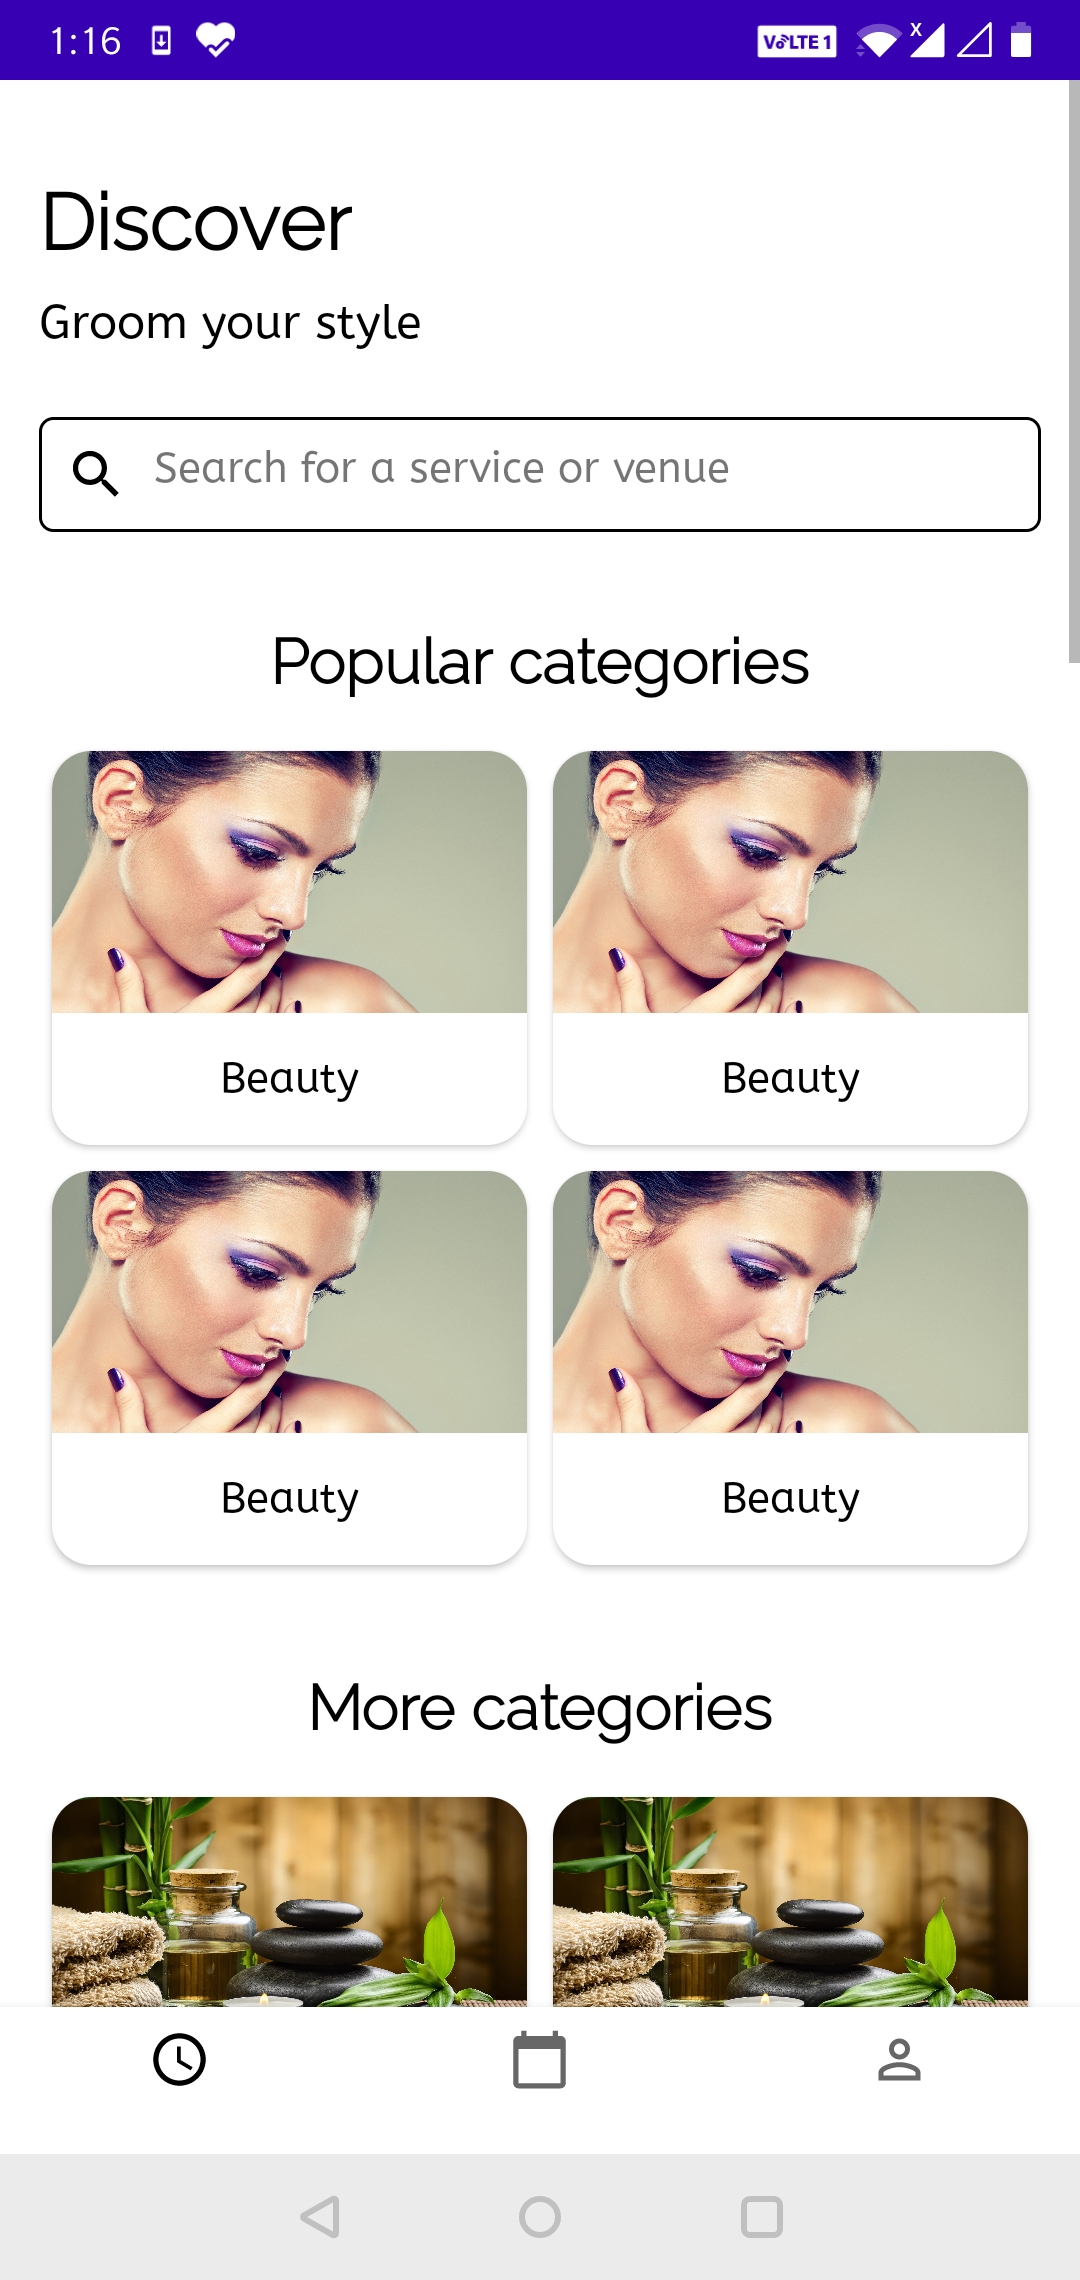 1:16 VoLTE 1
Discover
Groom your style
Search for a service or venue
Popular categories
Beauty Beauty
Beauty Beauty
More categories